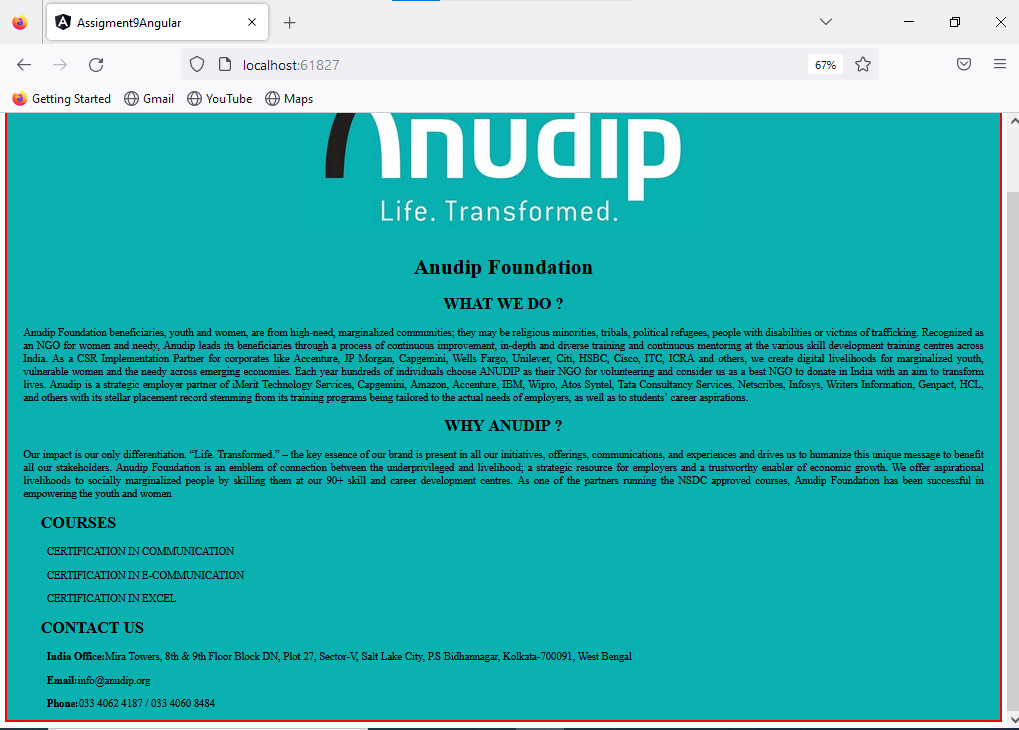 Assigment9Angular
localhost:61827
67%
Getting Started
Gmail
YouTube
Maps
Anudip
Life. Transformed.
Anudip Foundation
WHAT WE DO ?
Anudip Foundation beneficiaries, youth and women, are from high-need, marginalized communities; they may be religious minorities, tribals, political refugees, people with disabilities or victims of trafficking. Recognized as
an NGO for women and needy, Anudip leads its beneficiaries through a process of continuous improvement, in-depth and diverse training and continuous mentoring at the various skill development training centres across
India. As a CSR Implementation Partner for corporates like Accenture, JP Morgan, Capgemini, Wells Fargo, Unilever, Citi, HSBC, Cisco, ITC, ICRA and others, we create digital livelihoods for marginalized youth,
vulnerable women and the needy across emerging economies. Each year hundreds of individuals choose ANUDIP as their NGO for volunteering and consider us as a best NGO to donate in India with an aim to transform
lives. Anudip is a strategic employer partner of iMerit Technology Services, Capgemini, Amazon, Accenture, IBM, Wipro, Atos Syntel, Tata Consultancy Services, Netscribes, Infosys, Writers Information, Genpact, HCL,
and others with its stellar placement record stemming from its training programs being tailored to the actual needs of employers, as well as to students’ career aspirations.
WHY ANUDIP ?
Our impact is our only differentiation. “Life. Transformed.” – the key essence of our brand is present in all our initiatives, offerings, communications, and experiences and drives us to humanize this unique message to benefit
all our stakeholders. Anudip Foundation is an emblem of connection between the underprivileged and livelihood; a strategic resource for employers and a trustworthy enabler of economic growth. We offer aspirational
livelihoods to socially marginalized people by skilling them at our 90+ skill and career development centres. As one of the partners running the NSDC approved courses, Anudip Foundation has been successful in
empowering the youth and women
COURSES
CERTIFICATION IN COMMUNICATION
CERTIFICATION IN E-COMMUNICATION
CERTIFICATION IN EXCEL
CONTACT US
India Office:Mira Towers, 8th & 9th Floor Block DN, Plot 27, Sector-V, Salt Lake City, P.S Bidhannagar, Kolkata-700091, West Bengal
Email:info@anudip.org
Phone:033 4062 4187 / 033 4060 8484